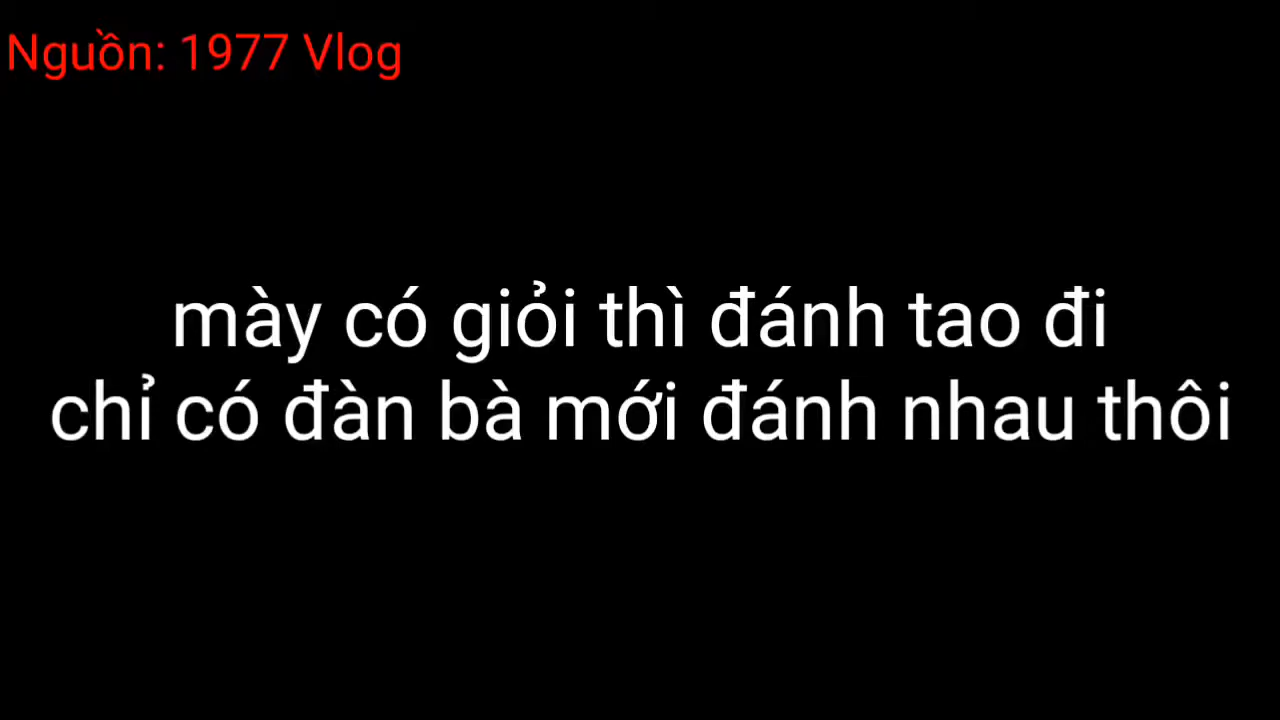 Nguồn: 1977 Vlog
mày có giỏi thì đánh tao đi
chỉ có đàn bà mới đánh nhau thôi